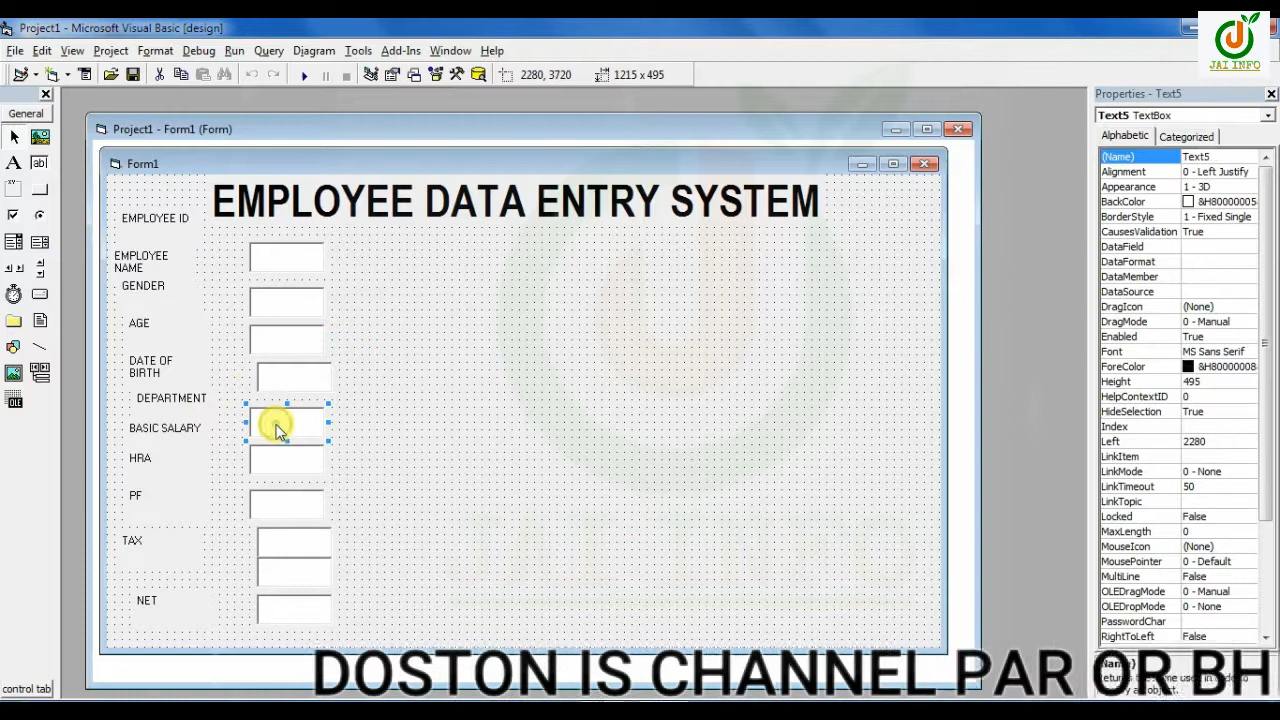 Project1 - Microsoft Visual Basic [design]
File Edit View Project Format Debug Run Query Diagram Tools Add-Ins Window Help
2280, 3720 1215 x 495
JAI INFO
General
Project1 - Form1 (Form)
Form1
EMPLOYEE DATA ENTRY SYSTEM
EMPLOYEE ID
EMPLOYEE
NAME
GENDER
AGE
DATE OF
BIRTH
DEPARTMENT
BASIC SALARY
HRA
PF
TAX
NET
Properties - Text5
Text5 TextBox
Alphabetic Categorized
(Name) Text5
Alignment 0 - Left Justify
Appearance 1 - 3D
BackColor &H80000005
BorderStyle 1 - Fixed Single
CausesValidation True
DataField
DataFormat
DataMember
DataSource
DragIcon (None)
DragMode 0 - Manual
Enabled True
Font MS Sans Serif
ForeColor &H80000008
Height 495
HelpContextID 0
HideSelection True
Index
Left 2280
LinkItem
LinkMode 0 - None
LinkTimeout 50
LinkTopic
Locked False
MaxLength 0
MouseIcon (None)
MousePointer 0 - Default
MultiLine False
OLEDragMode 0 - Manual
OLEDropMode 0 - None
PasswordChar
RightToLeft False
control tab
DOSTON IS CHANNEL PAR OR BH